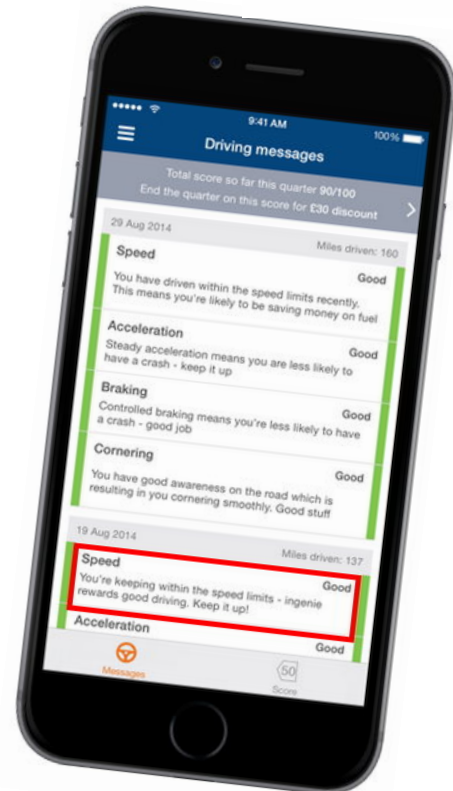 9:41 AM
100%
Driving messages
Total score so far this quarter 90/100
End the quarter on this score for £30 discount
29 Aug 2014
Miles driven: 160
Speed
Good
You have driven within the speed limits recently.
This means you're likely to be saving money on fuel
Acceleration
Good
Steady acceleration means you are less likely to
have a crash - keep it up
Braking
Good
Controlled braking means you're less likely to have
a crash - good job
Cornering
Good
You have good awareness on the road which is
resulting in you cornering smoothly. Good stuff
19 Aug 2014
Miles driven: 137
Speed
Good
You're keeping within the speed limits - ingenie
rewards good driving. Keep it up!
Acceleration
Good
Messages
50
Score